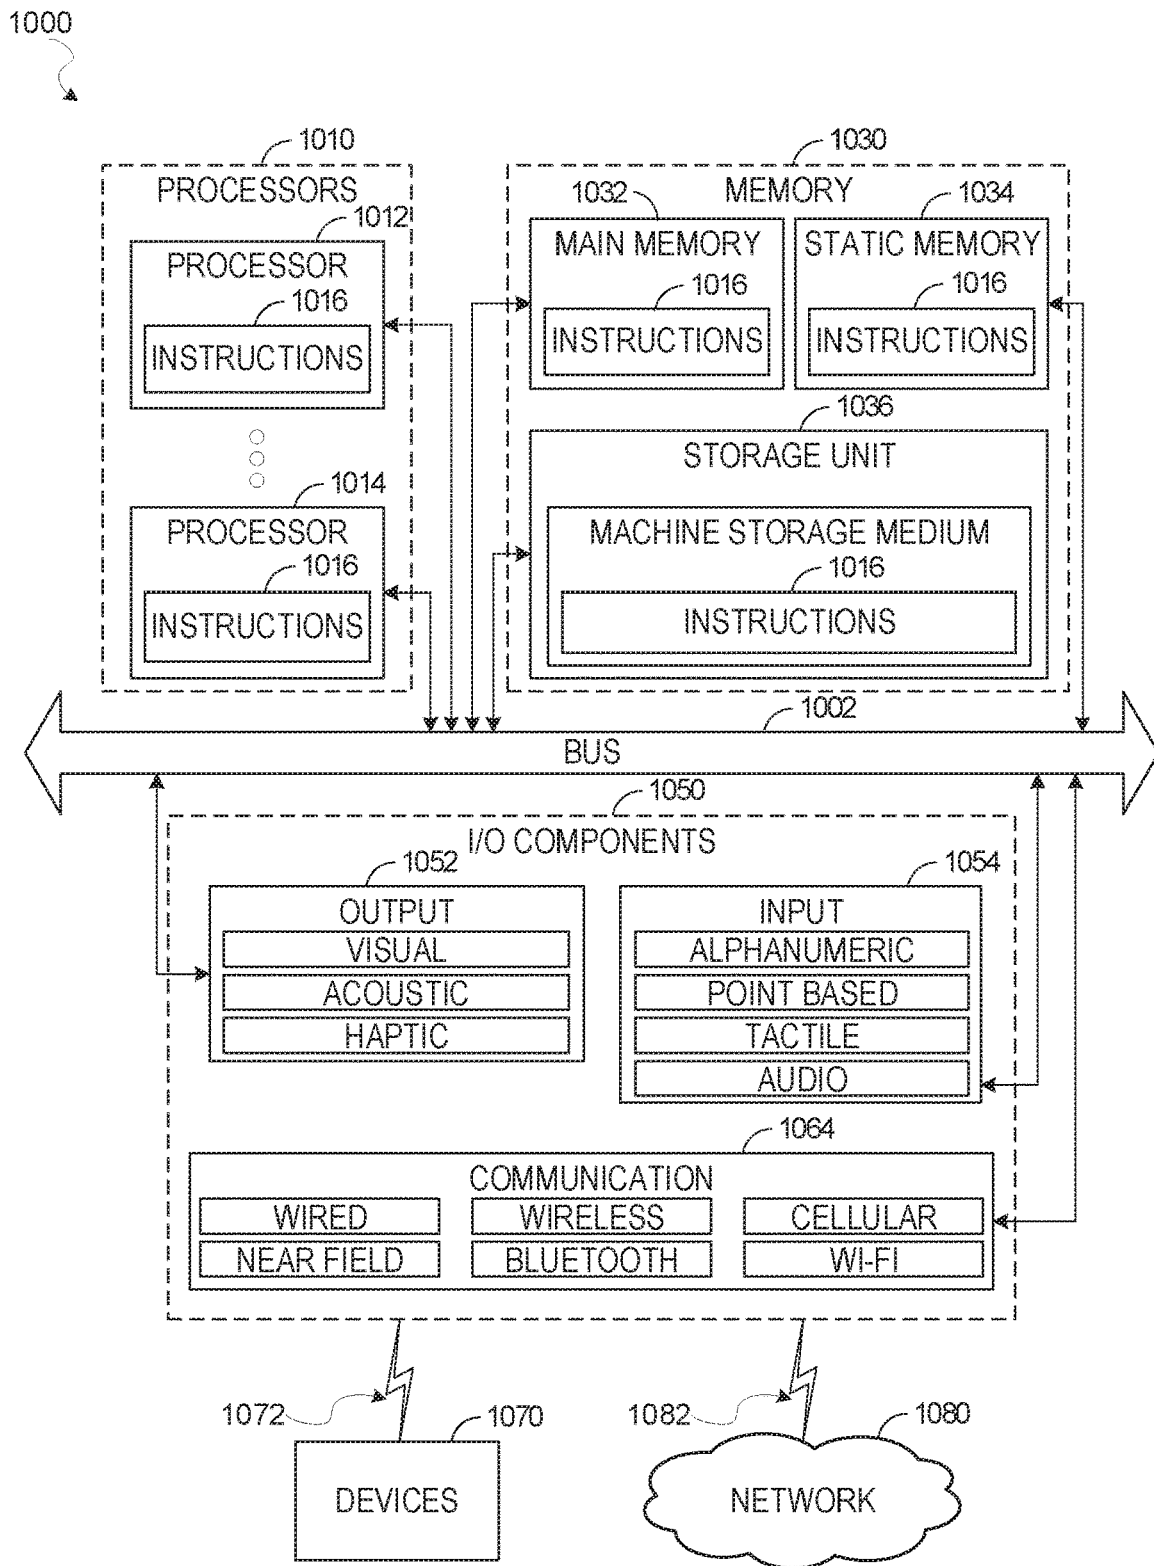 1000
1010
PROCESSORS
1012
PROCESSOR
1016
INSTRUCTIONS
1014
PROCESSOR
1016
INSTRUCTIONS
1030
MEMORY
1032
MAIN MEMORY
1016
INSTRUCTIONS
1034
STATIC MEMORY
1016
INSTRUCTIONS
1036
STORAGE UNIT
MACHINE STORAGE MEDIUM
1016
INSTRUCTIONS
1002
BUS
1050
I/O COMPONENTS
1052
OUTPUT
VISUAL
ACOUSTIC
HAPTIC
1054
INPUT
ALPHANUMERIC
POINT BASED
TACTILE
AUDIO
1064
COMMUNICATION
WIRED
WIRELESS
CELLULAR
NEAR FIELD
BLUETOOTH
WI-FI
1072
1070
DEVICES
1082
1080
NETWORK